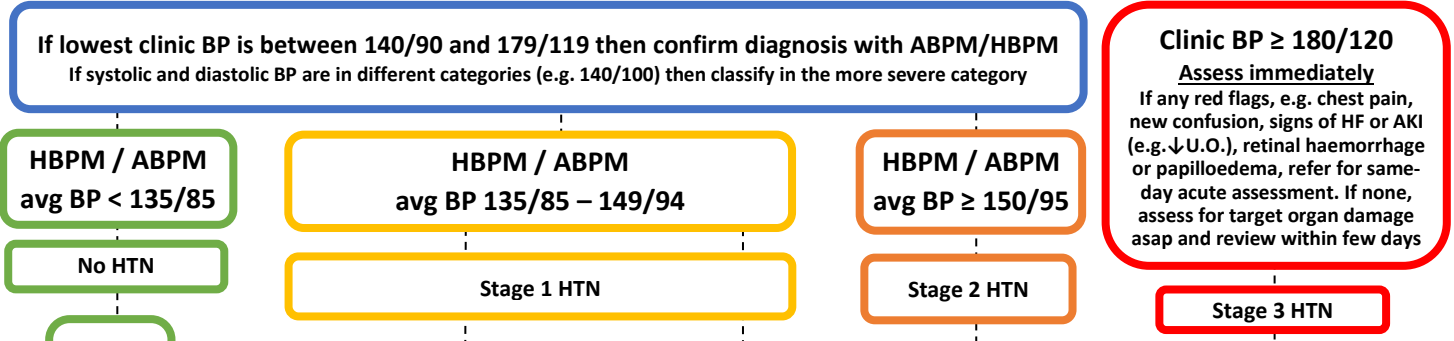 If lowest clinic BP is between 140/90 and 179/119 then confirm diagnosis with ABPM/HBPM
If systolic and diastolic BP are in different categories (e.g. 140/100) then classify in the more severe category
Clinic BP ≥ 180/120
Assess immediately
If any red flags, e.g. chest pain,
new confusion, signs of HF or AKI
(e.g.↓U.O.), retinal haemorrhage
or papilloedema, refer for same-
day acute assessment. If none,
assess for target organ damage
asap and review within few days
HBPM / ABPM
avg BP < 135/85
HBPM / ABPM
avg BP 135/85 – 149/94
HBPM / ABPM
avg BP ≥ 150/95
No HTN
Stage 1 HTN
Stage 2 HTN
Stage 3 HTN